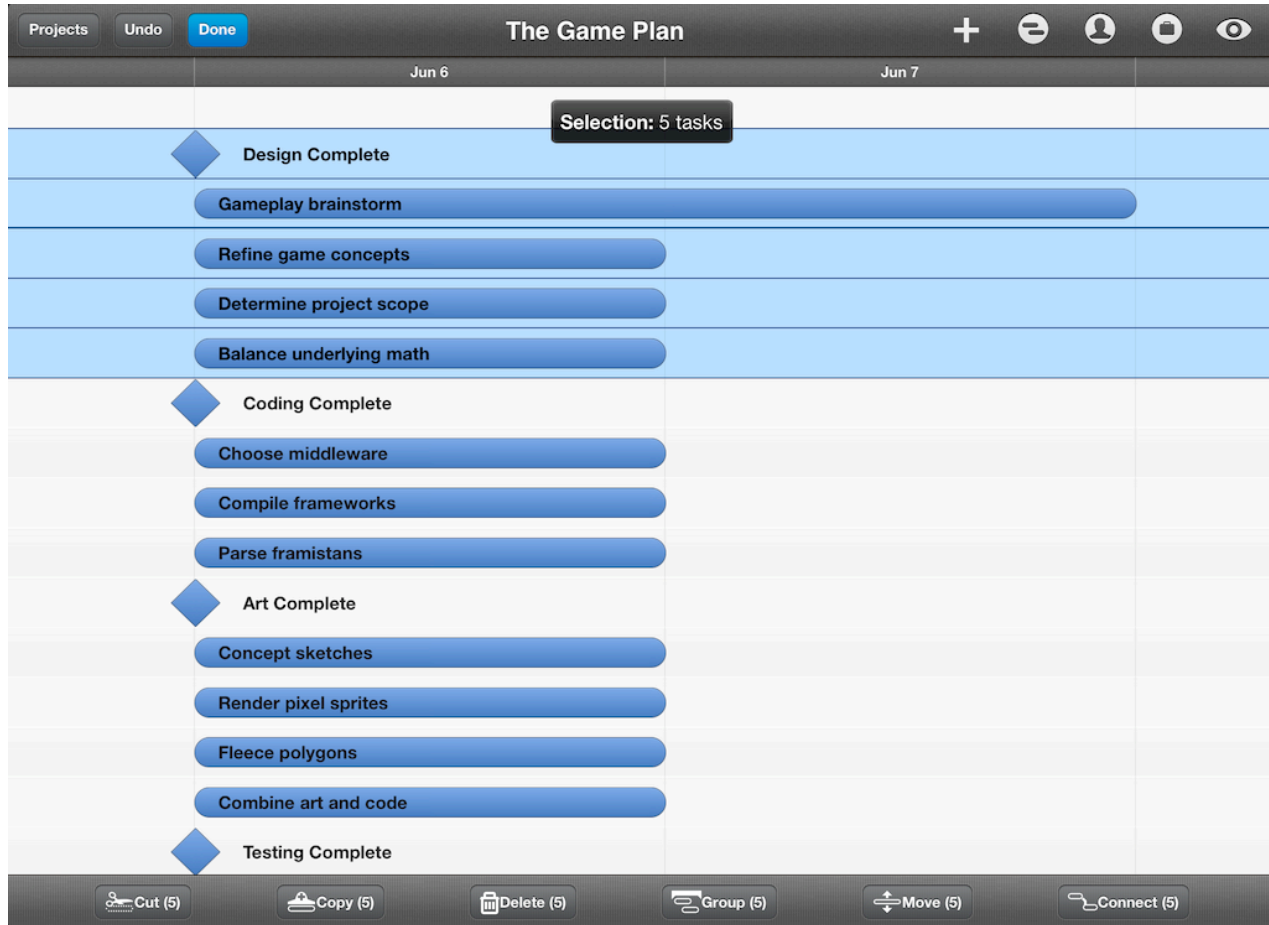 Projects Undo Done The Game Plan
Jun 6 Jun 7
Selection: 5 tasks
Design Complete
Gameplay brainstorm
Refine game concepts
Determine project scope
Balance underlying math
Coding Complete
Choose middleware
Compile frameworks
Parse framistans
Art Complete
Concept sketches
Render pixel sprites
Fleece polygons
Combine art and code
Testing Complete
Cut (5) Copy (5) Delete (5) Group (5) Move (5) Connect (5)